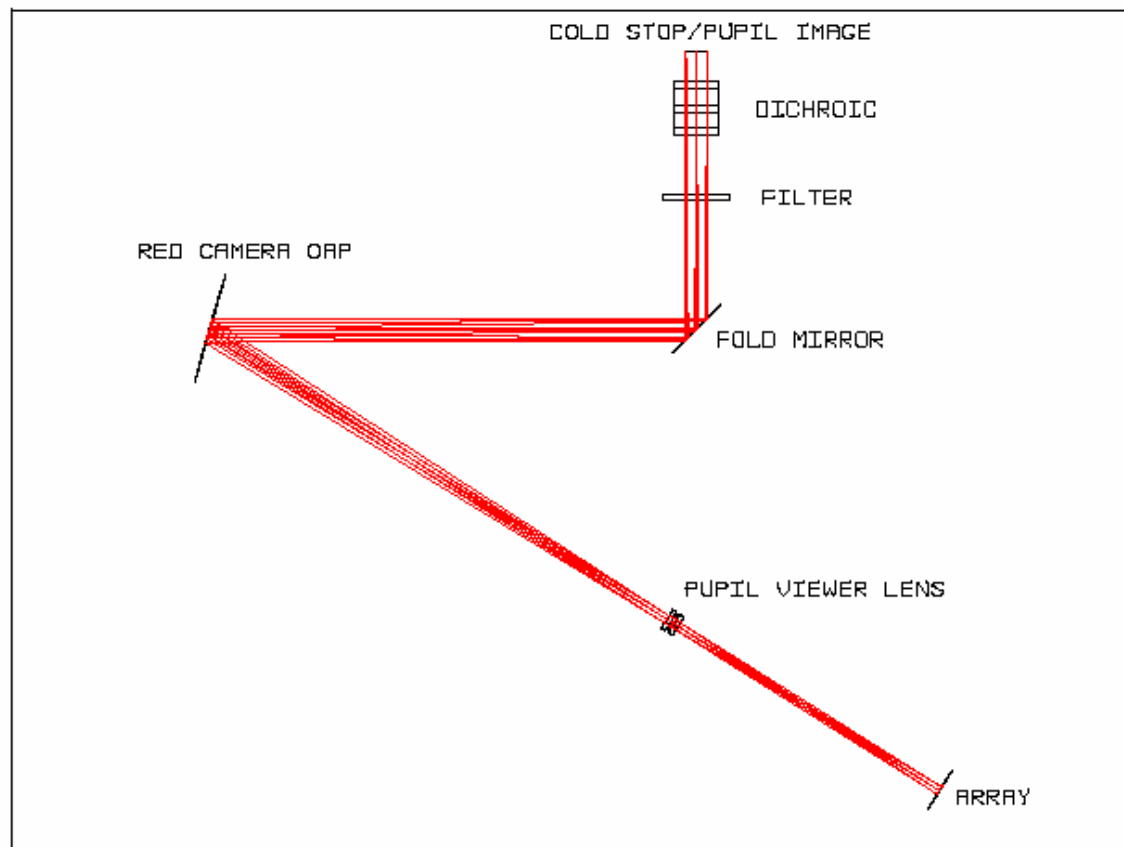 COLD STOP/PUPIL IMAGE
DICHROIC
FILTER
RED CAMERA OAP
FOLD MIRROR
PUPIL VIEWER LENS
ARRAY